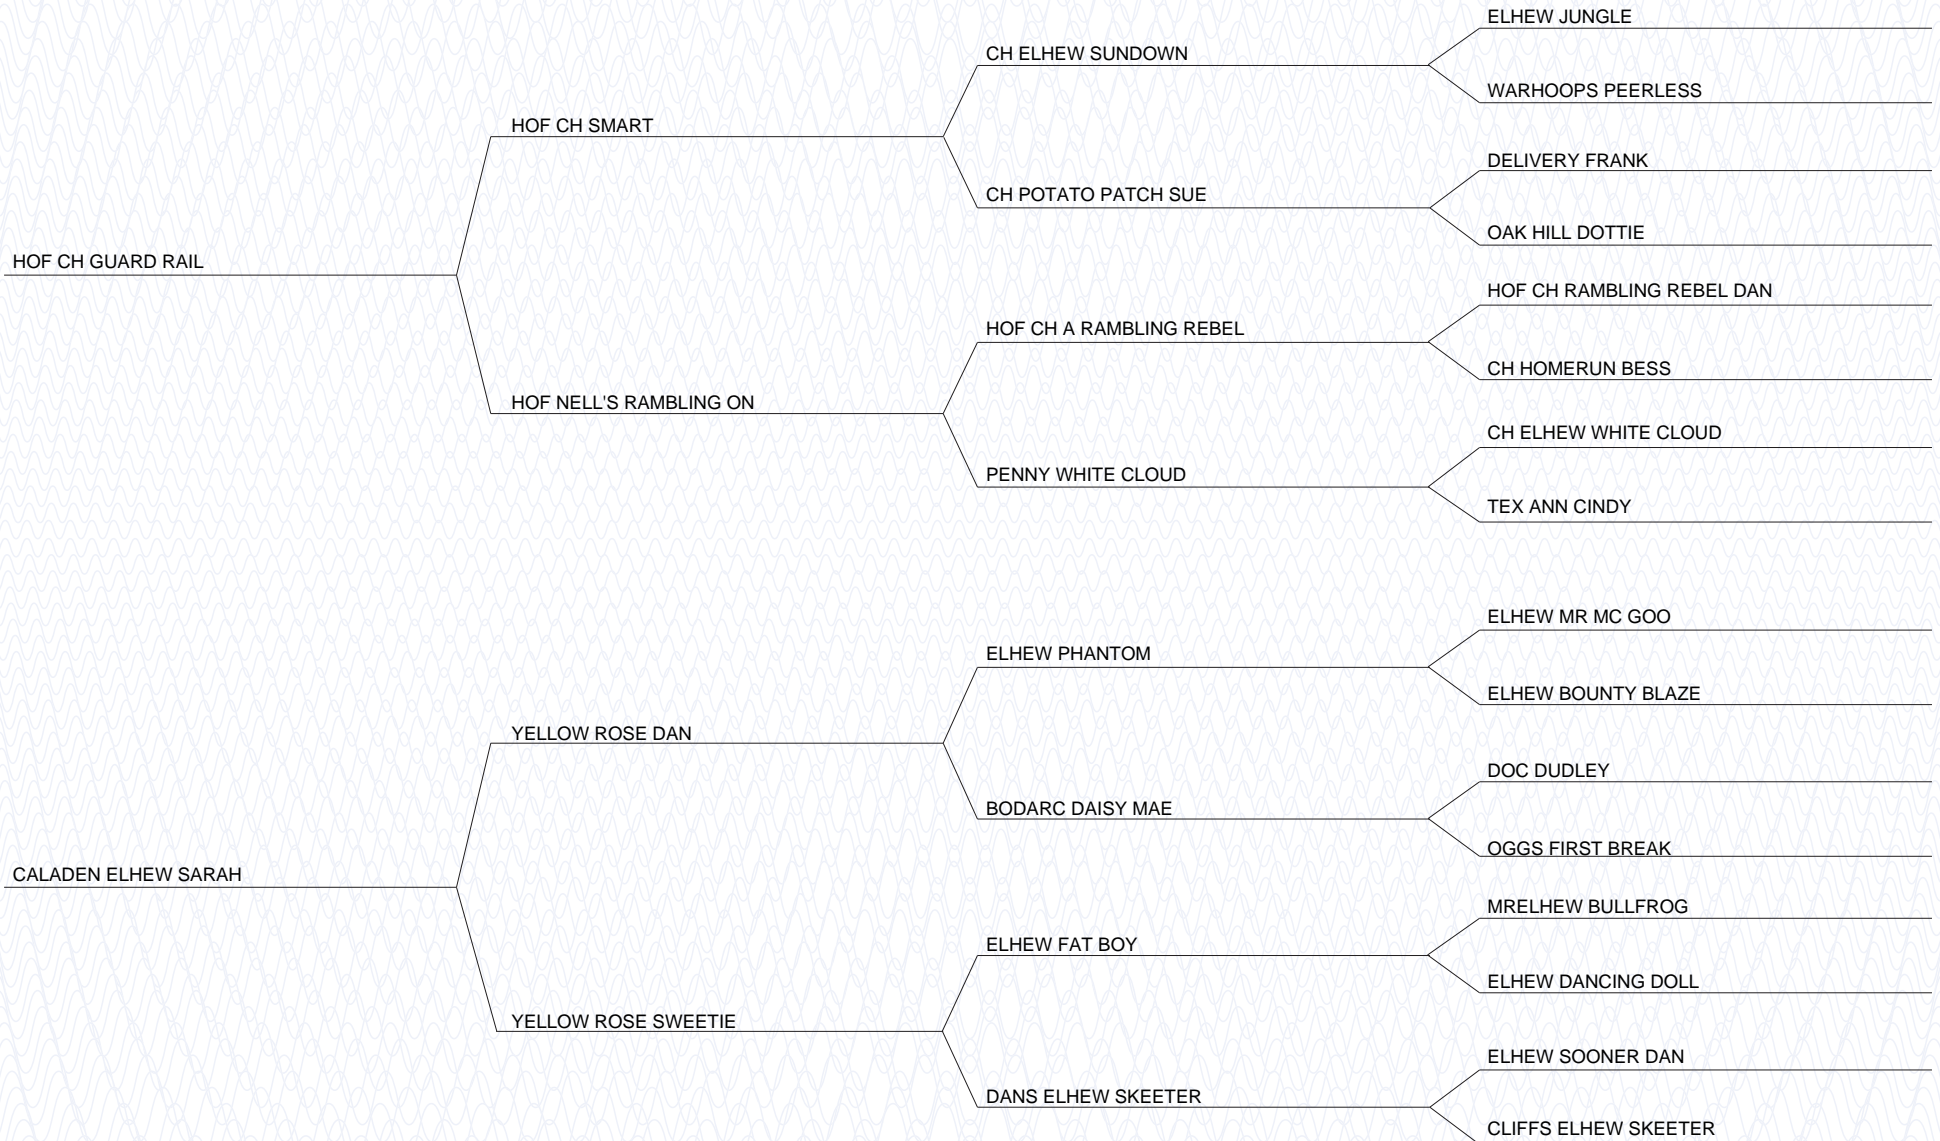 ELHEW JUNGLE
CH ELHEW SUNDOWN
WARHOOPS PEERLESS
HOF CH SMART
DELIVERY FRANK
CH POTATO PATCH SUE
OAK HILL DOTTIE
HOF CH GUARD RAIL
HOF CH RAMBLING REBEL DAN
HOF CH A RAMBLING REBEL
CH HOMERUN BESS
HOF NELL'S RAMBLING ON
CH ELHEW WHITE CLOUD
PENNY WHITE CLOUD
TEX ANN CINDY
ELHEW MR MC GOO
ELHEW PHANTOM
ELHEW BOUNTY BLAZE
YELLOW ROSE DAN
DOC DUDLEY
BODARC DAISY MAE
OGGS FIRST BREAK
CALADEN ELHEW SARAH
MRELHEW BULLFROG
ELHEW FAT BOY
ELHEW DANCING DOLL
YELLOW ROSE SWEETIE
ELHEW SOONER DAN
DANS ELHEW SKEETER
CLIFFS ELHEW SKEETER